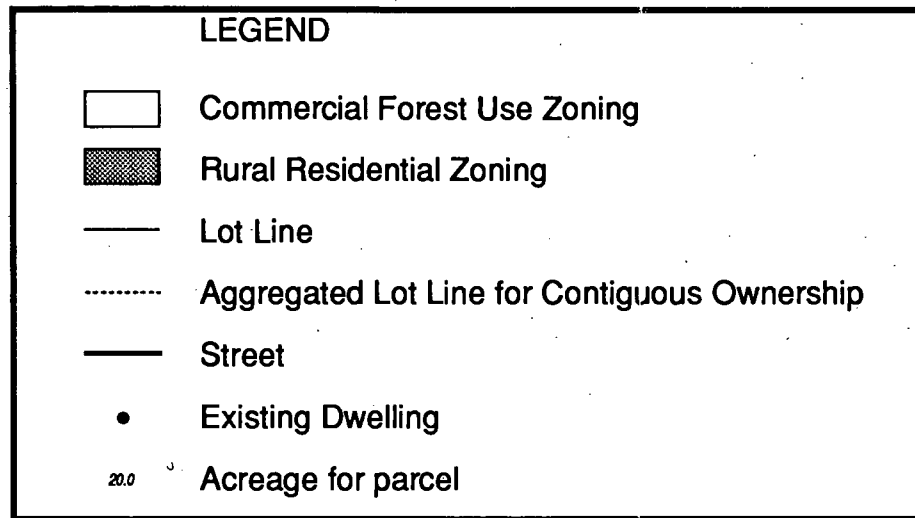 LEGEND
Commercial Forest Use Zoning
Rural Residential Zoning
Lot Line
Aggregated Lot Line for Contiguous Ownership
Street
Existing Dwelling
20.0 Acreage for parcel